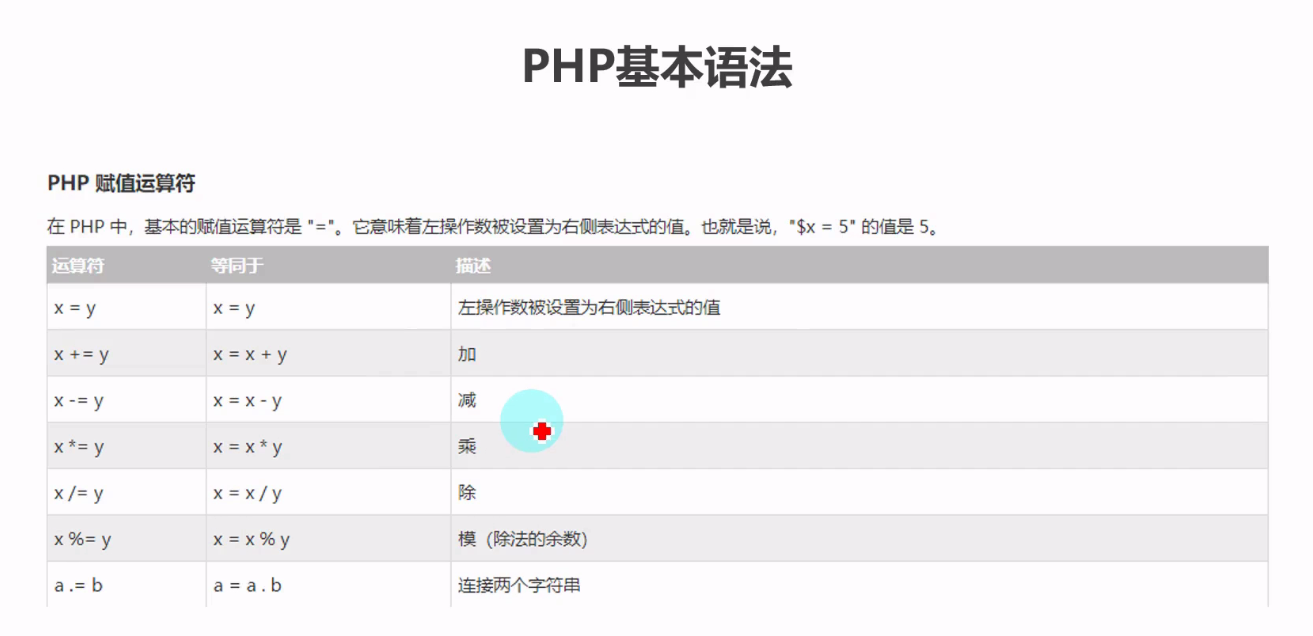 PHP基本语法
PHP 赋值运算符
在 PHP 中，基本的赋值运算符是 "="。它意味着左操作数被设置为右侧表达式的值。也就是说，"$x = 5" 的值是 5。
运算符 等同于 描述
x = y x = y 左操作数被设置为右侧表达式的值
x += y x = x + y 加
x -= y x = x - y 减
x *= y x = x * y 乘
x /= y x = x / y 除
x %= y x = x % y 模（除法的余数）
a .= b a = a . b 连接两个字符串